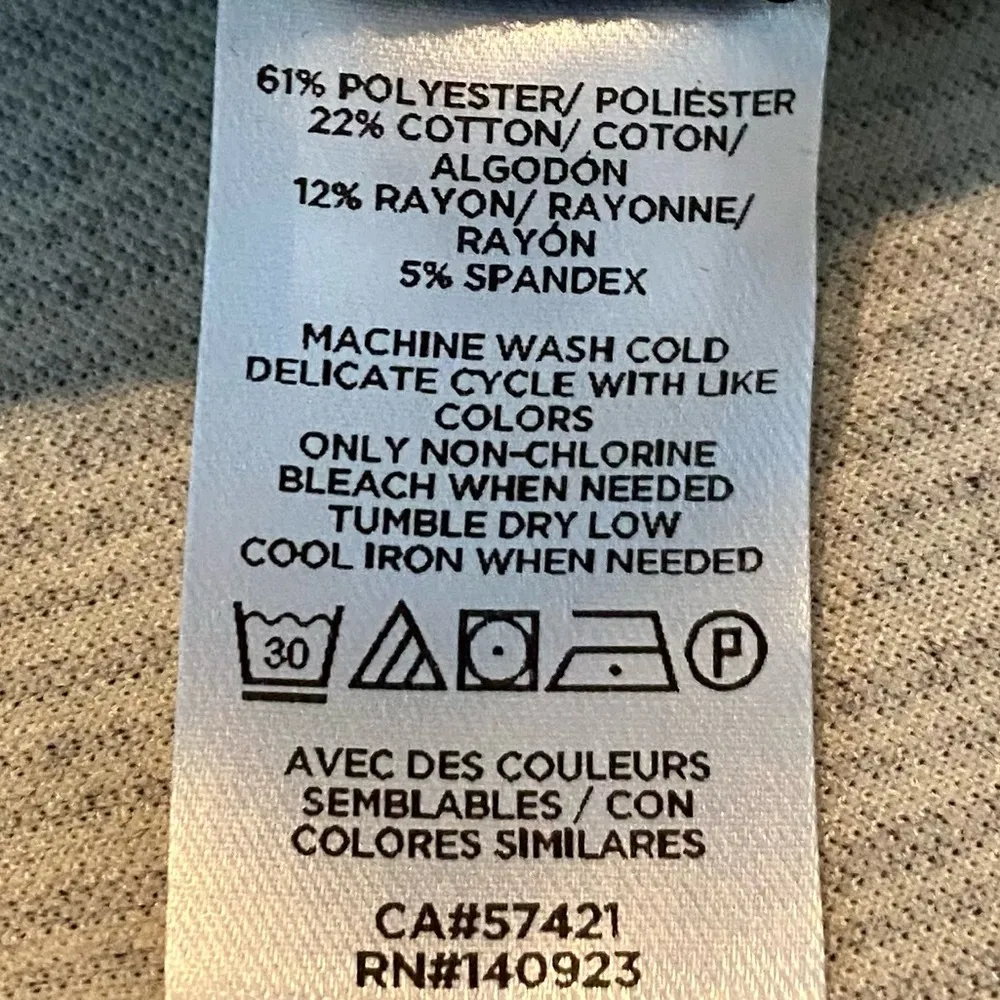 61% POLYESTER/ POLIÉSTER
22% COTTON/ COTON/
ALGODÓN
12% RAYON/ RAYONNE/
RAYÓN
5% SPANDEX
MACHINE WASH COLD
DELICATE CYCLE WITH LIKE
COLORS
ONLY NON-CHLORINE
BLEACH WHEN NEEDED
TUMBLE DRY LOW
COOL IRON WHEN NEEDED
30 P
AVEC DES COULEURS
SEMBLABLES / CON
COLORES SIMILARES
CA#57421
RN#140923